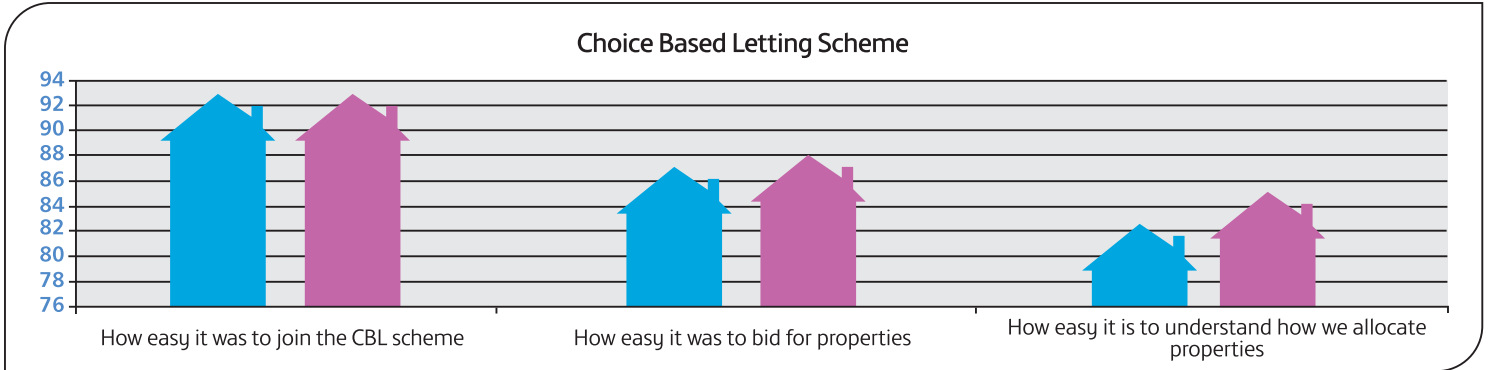 Choice Based Letting Scheme
94
92
90
88
86
84
82
80
78
76
How easy it was to join the CBL scheme
How easy it was to bid for properties
How easy it is to understand how we allocate
properties